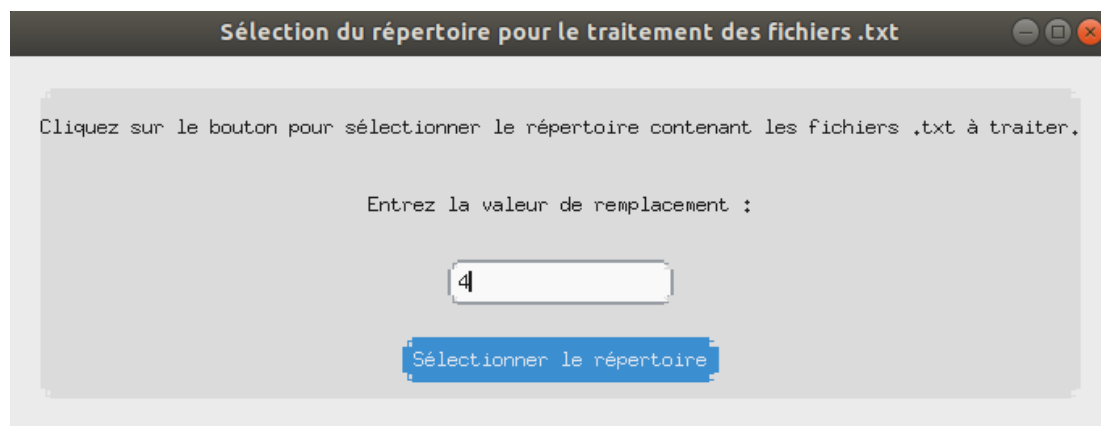 Sélection du répertoire pour le traitement des fichiers .txt
Cliquez sur le bouton pour sélectionner le répertoire contenant les fichiers .txt à traiter.
Entrez la valeur de remplacement :
4
Sélectionner le répertoire